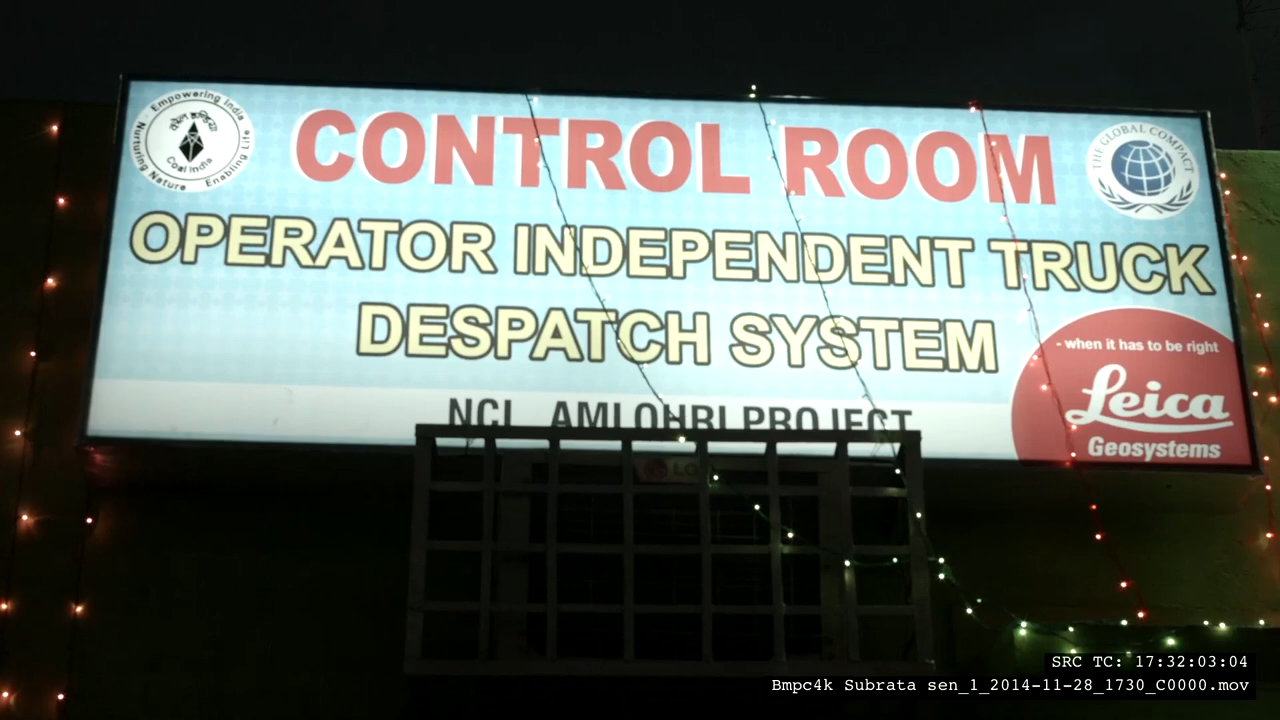 Empowering India
Coal India
Nurturing Nature
Enabling Life
CONTROL ROOM
THE GLOBAL COMPACT
OPERATOR INDEPENDENT TRUCK
DESPATCH SYSTEM
- when it has to be right
Leica
Geosystems
NCL AMLOHRI PROJECT
LG
SRC TC: 17:32:03:04
Bmpc4k Subrata sen_1_2014-11-28_1730_C0000.mov